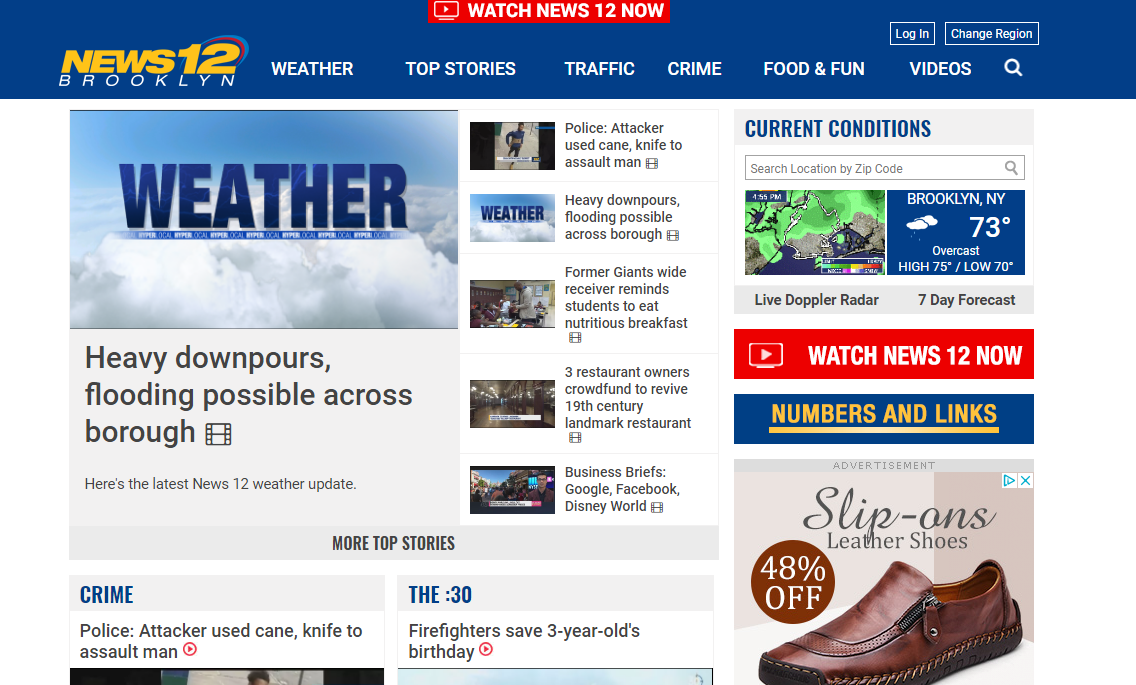 WATCH NEWS 12 NOW
Log In
Change Region
NEWS 12
BROOKLYN
WEATHER
TOP STORIES
TRAFFIC
CRIME
FOOD & FUN
VIDEOS
WEATHER
HYPERLOCAL HYPERLOCAL HYPERLOCAL HYPERLOCAL HYPERLOCAL
Heavy downpours,
flooding possible across
borough
Here's the latest News 12 weather update.
Police: Attacker
used cane, knife to
assault man
WEATHER
Heavy downpours,
flooding possible
across borough
Former Giants wide
receiver reminds
students to eat
nutritious breakfast
3 restaurant owners
crowdfund to revive
19th century
landmark restaurant
Business Briefs:
Google, Facebook,
Disney World
MORE TOP STORIES
CURRENT CONDITIONS
Search Location by Zip Code
4:55 PM
BROOKLYN, NY
73°
Overcast
HIGH 75° / LOW 70°
Live Doppler Radar
7 Day Forecast
WATCH NEWS 12 NOW
NUMBERS AND LINKS
ADVERTISEMENT
Slip-ons
Leather Shoes
48%
OFF
CRIME
Police: Attacker used cane, knife to
assault man
THE :30
Firefighters save 3-year-old's
birthday